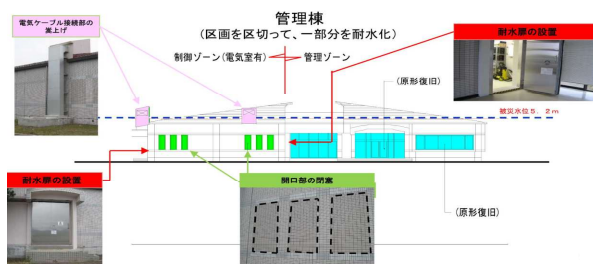 管理棟
(区画を区切って、一部分を耐水化)
電気ケーブル接続部の
嵩上げ
制御ゾーン(電気室有)
管理ゾーン
耐水扉の設置
(原形復旧)
被災水位5.2m
耐水扉の設置
開口部の閉塞
(原形復旧)